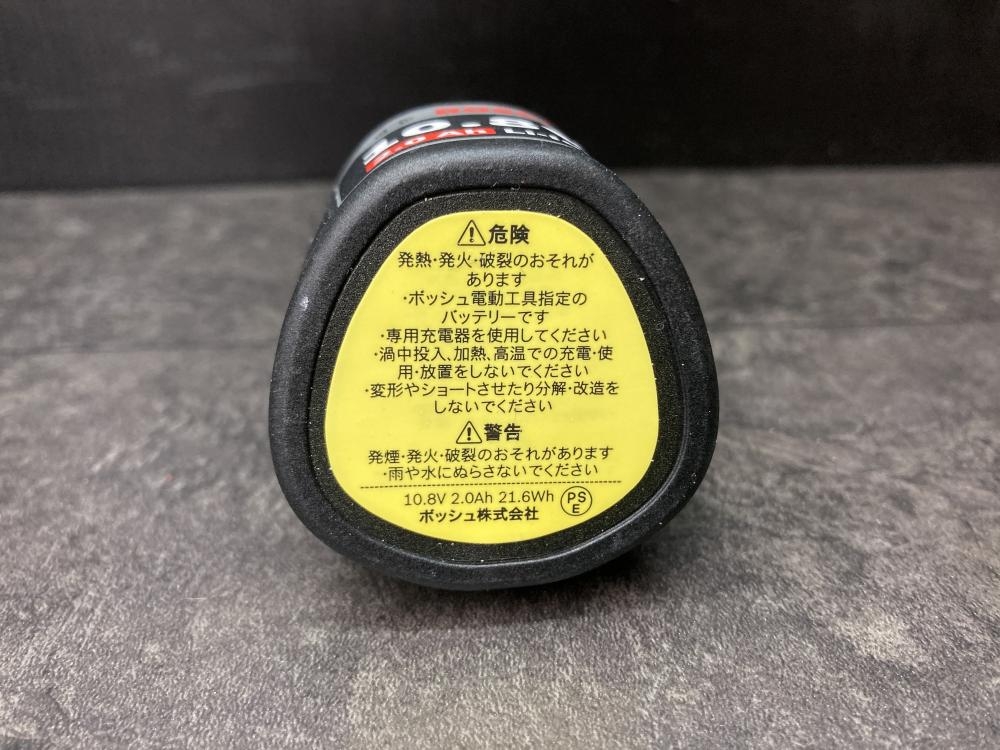 10.8
2.0 Ah Li-I
⚠危険
発熱・発火・破裂のおそれが
あります
・ボッシュ電動工具指定の
バッテリーです
・専用充電器を使用してください
・渦中投入、加熱、高温での充電・使
用・放置をしないでください
・変形やショートさせたり分解・改造を
しないでください
⚠警告
発煙・発火・破裂のおそれがあります
・雨や水にぬらさないでください
10.8V 2.0Ah 21.6Wh PSE
ボッシュ株式会社